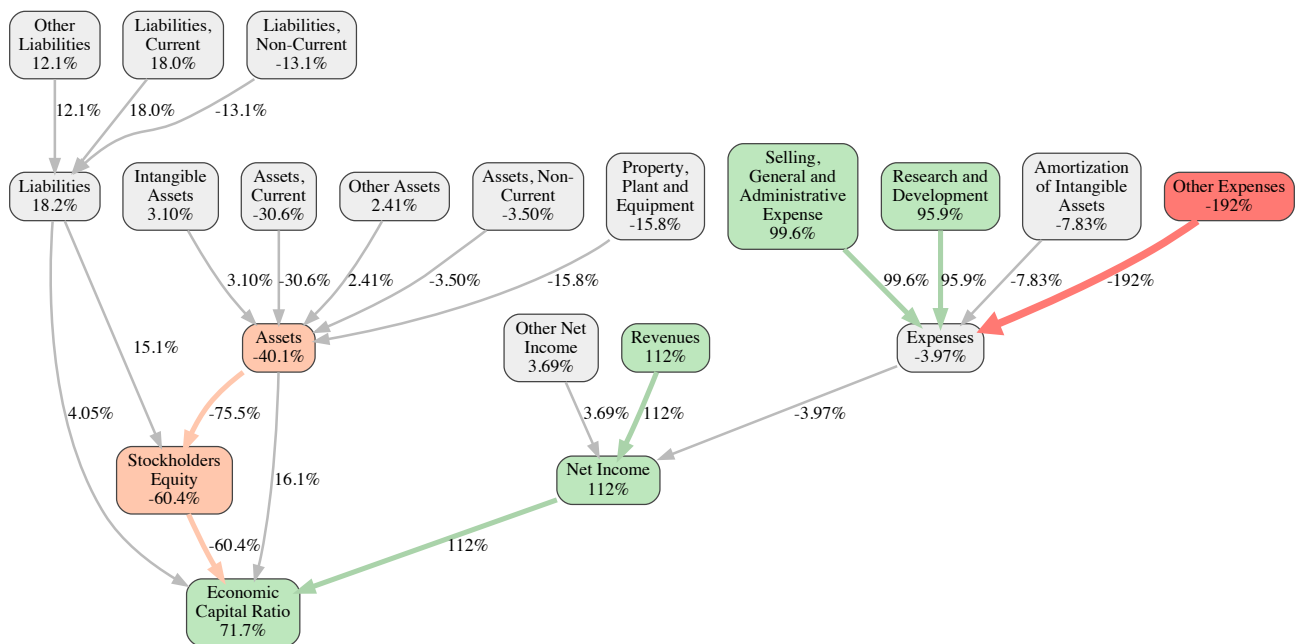 Other
Liabilities
12.1%
Liabilities,
Current
18.0%
Liabilities,
Non-Current
-13.1%
12.1%
18.0%
-13.1%
Liabilities
18.2%
Intangible
Assets
3.10%
Assets,
Current
-30.6%
Other Assets
2.41%
Assets, Non-
Current
-3.50%
Property,
Plant and
Equipment
-15.8%
Selling,
General and
Administrative
Expense
99.6%
Research and
Development
95.9%
Amortization
of Intangible
Assets
-7.83%
Other Expenses
-192%
3.10%
-30.6%
2.41%
-3.50%
-15.8%
99.6%
95.9%
-7.83%
-192%
15.1%
Assets
-40.1%
Other Net
Income
3.69%
Revenues
112%
Expenses
-3.97%
4.05%
-75.5%
3.69%
112%
-3.97%
Stockholders
Equity
-60.4%
16.1%
Net Income
112%
-60.4%
112%
Economic
Capital Ratio
71.7%